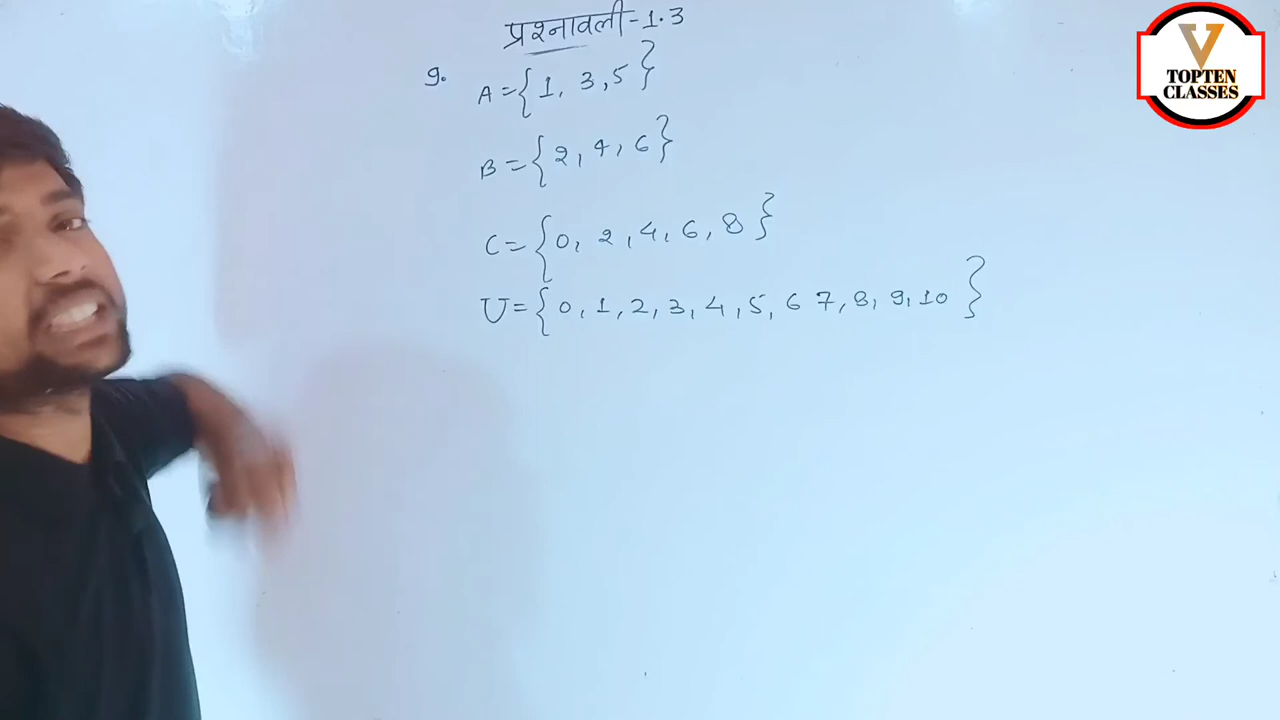 प्रश्नावली-1.3
9. A={1, 3,5}
B={2, 4, 6}
C={0, 2, 4, 6, 8}
U={0, 1, 2, 3, 4, 5, 6 7, 8, 9, 10}
V
TOPTEN
CLASSES